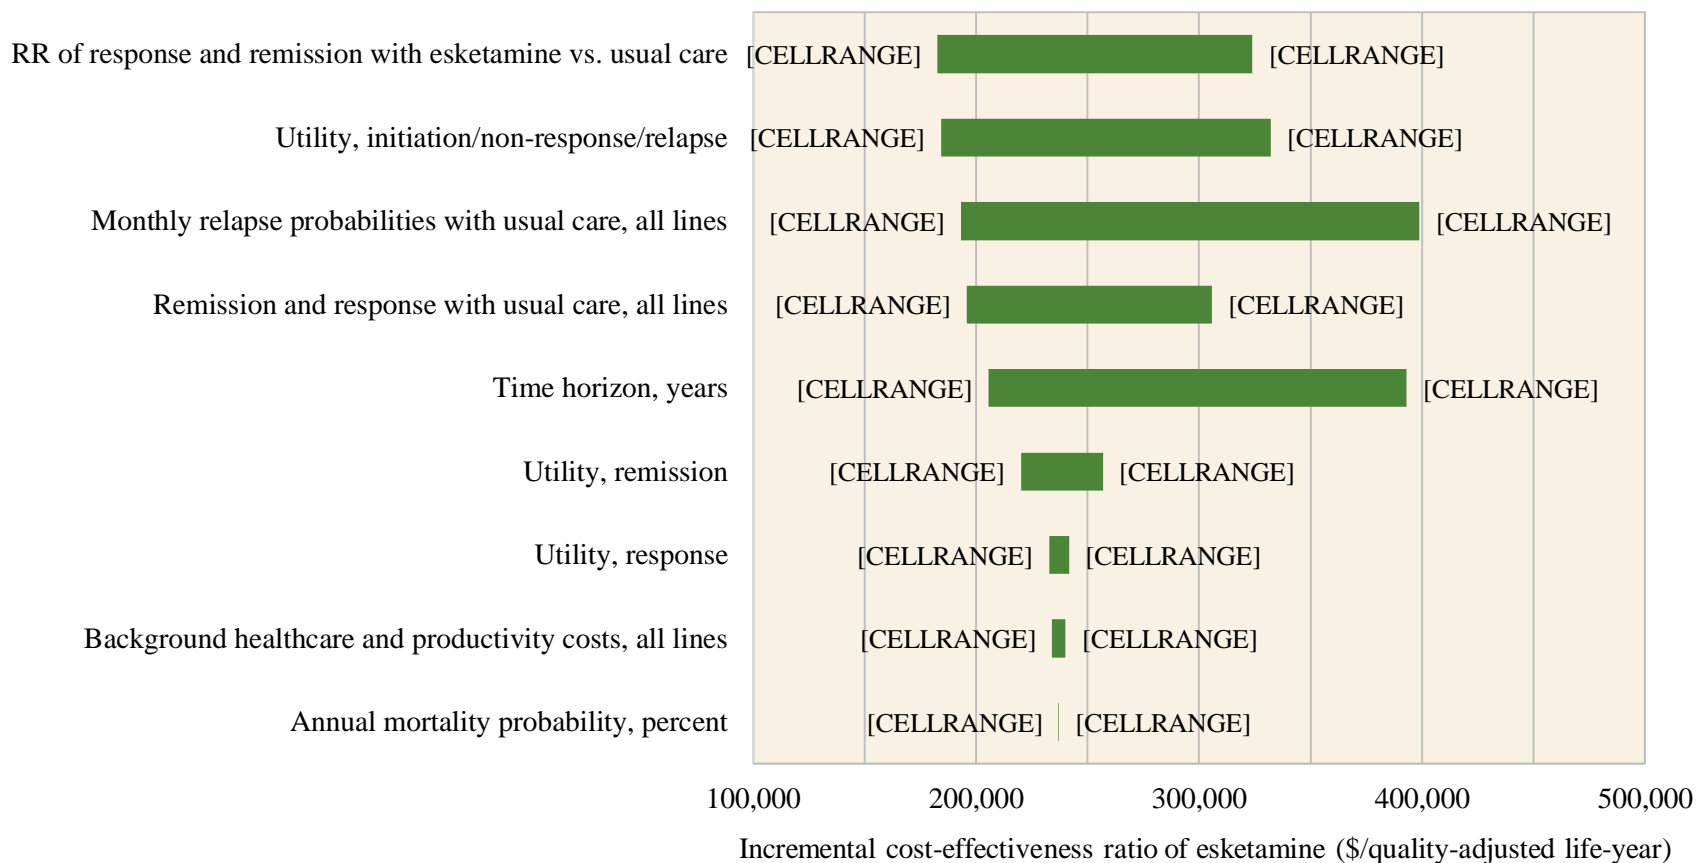 RR of response and remission with esketamine vs. usual care [CELLRANGE] [CELLRANGE]
Utility, initiation/non-response/relapse [CELLRANGE] [CELLRANGE]
Monthly relapse probabilities with usual care, all lines [CELLRANGE] [CELLRANGE]
Remission and response with usual care, all lines [CELLRANGE] [CELLRANGE]
Time horizon, years [CELLRANGE] [CELLRANGE]
Utility, remission [CELLRANGE] [CELLRANGE]
Utility, response [CELLRANGE] [CELLRANGE]
Background healthcare and productivity costs, all lines [CELLRANGE] [CELLRANGE]
Annual mortality probability, percent [CELLRANGE] [CELLRANGE]
100,000 200,000 300,000 400,000 500,000
Incremental cost-effectiveness ratio of esketamine ($/quality-adjusted life-year)